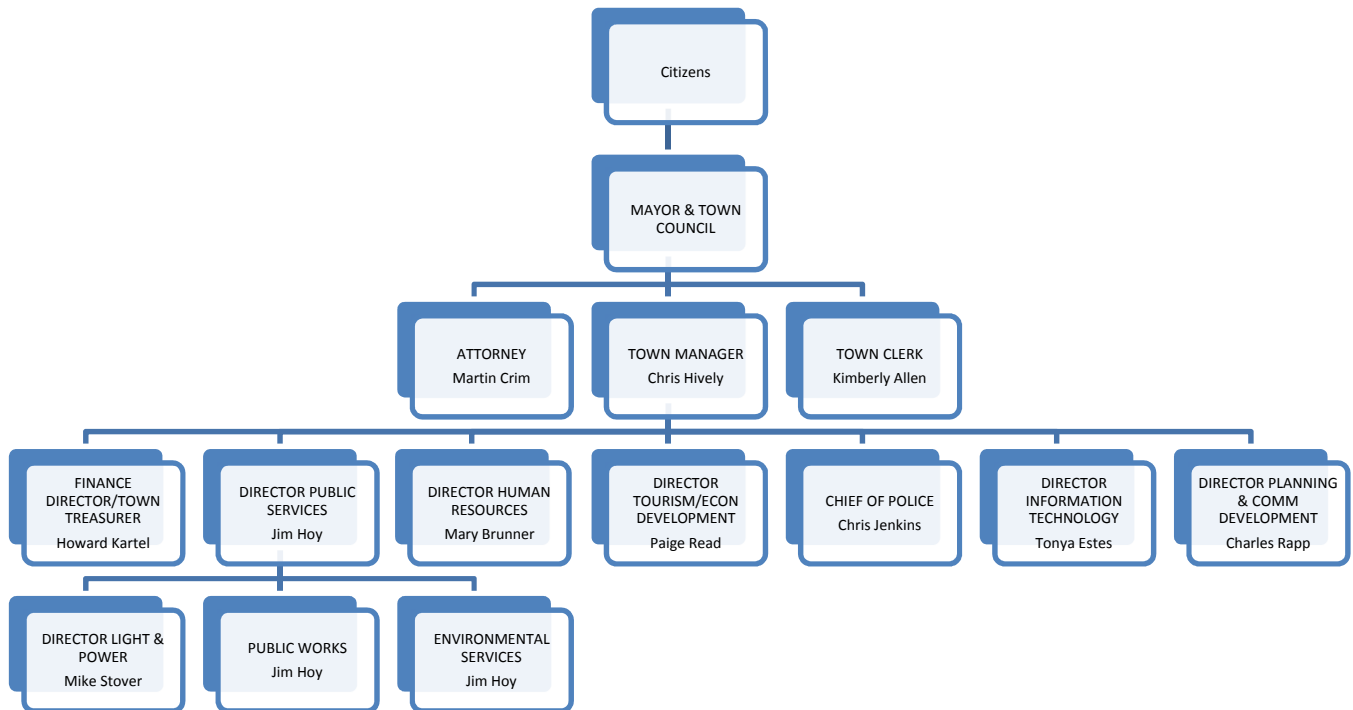 Citizens
MAYOR & TOWN
COUNCIL
ATTORNEY
Martin Crim
TOWN MANAGER
Chris Hively
TOWN CLERK
Kimberly Allen
FINANCE
DIRECTOR/TOWN
TREASURER
Howard Kartel
DIRECTOR PUBLIC
SERVICES
Jim Hoy
DIRECTOR HUMAN
RESOURCES
Mary Brunner
DIRECTOR
TOURISM/ECON
DEVELOPMENT
Paige Read
CHIEF OF POLICE
Chris Jenkins
DIRECTOR
INFORMATION
TECHNOLOGY
Tonya Estes
DIRECTOR PLANNING
& COMM
DEVELOPMENT
Charles Rapp
DIRECTOR LIGHT &
POWER
Mike Stover
PUBLIC WORKS
Jim Hoy
ENVIRONMENTAL
SERVICES
Jim Hoy